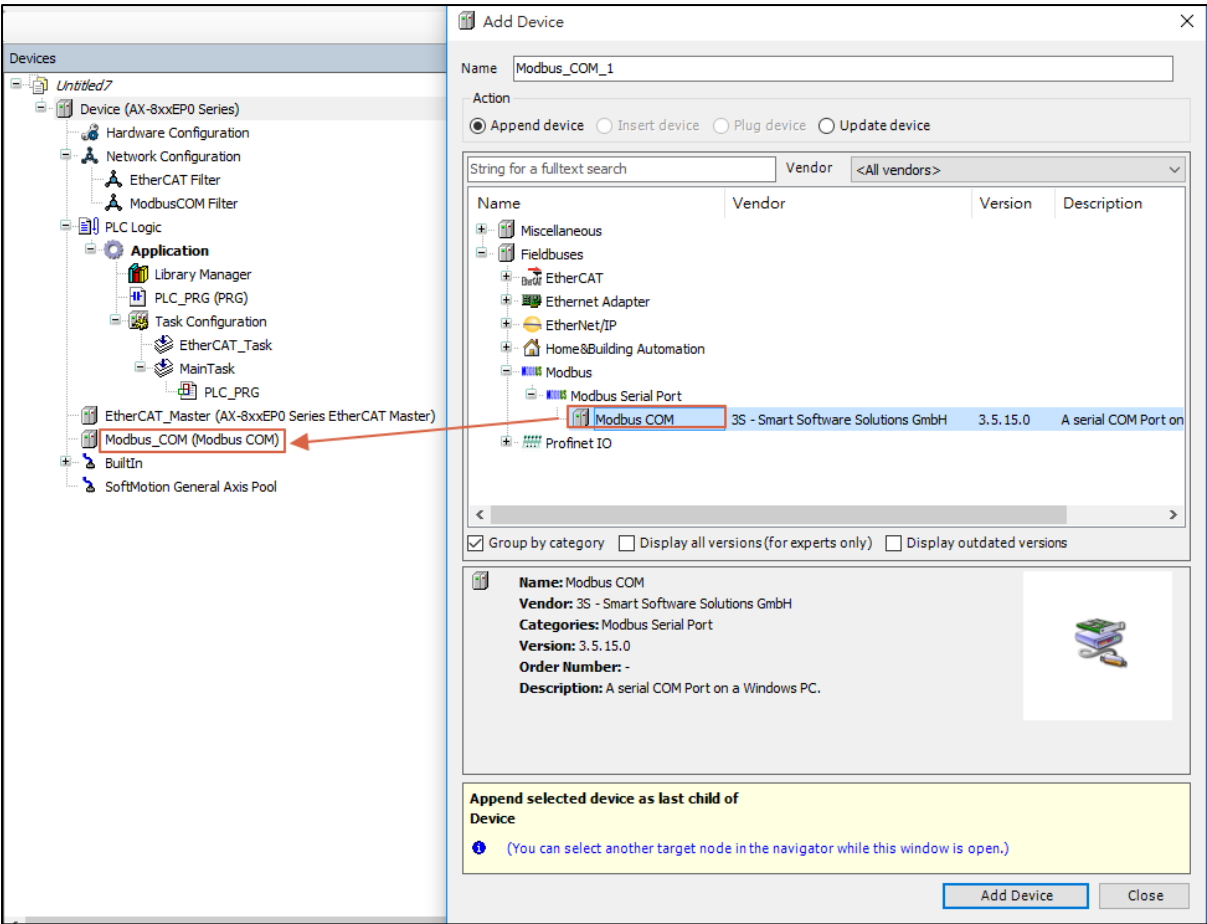 Devices
Untitled7
Device (AX-8xxEP0 Series)
Hardware Configuration
Network Configuration
EtherCAT Filter
ModbusCOM Filter
PLC Logic
Application
Library Manager
PLC_PRG (PRG)
Task Configuration
EtherCAT_Task
MainTask
PLC_PRG
EtherCAT_Master (AX-8xxEP0 Series EtherCAT Master)
Modbus_COM (Modbus COM)
BuiltIn
SoftMotion General Axis Pool
Add Device
Name Modbus_COM_1
Action
Append device Insert device Plug device Update device
String for a fulltext search Vendor <All vendors>
Name Vendor Version Description
Miscellaneous
Fieldbuses
EtherCAT
Ethernet Adapter
EtherNet/IP
Home&Building Automation
MODBUS Modbus
MODBUS Modbus Serial Port
Modbus COM 3S - Smart Software Solutions GmbH 3.5.15.0 A serial COM Port on
Profinet IO
Group by category Display all versions (for experts only) Display outdated versions
Name: Modbus COM
Vendor: 3S - Smart Software Solutions GmbH
Categories: Modbus Serial Port
Version: 3.5.15.0
Order Number: -
Description: A serial COM Port on a Windows PC.
Append selected device as last child of
Device
(You can select another target node in the navigator while this window is open.)
Add Device Close